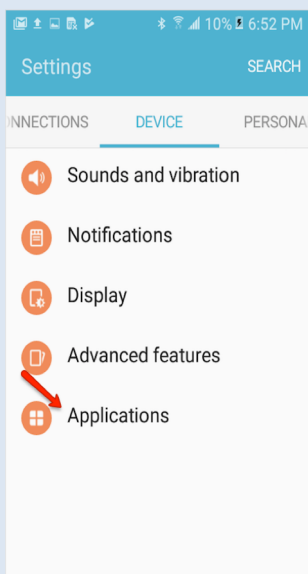 10% 6:52 PM
Settings SEARCH
NNECTIONS DEVICE PERSONA
Sounds and vibration
Notifications
Display
Advanced features
Applications